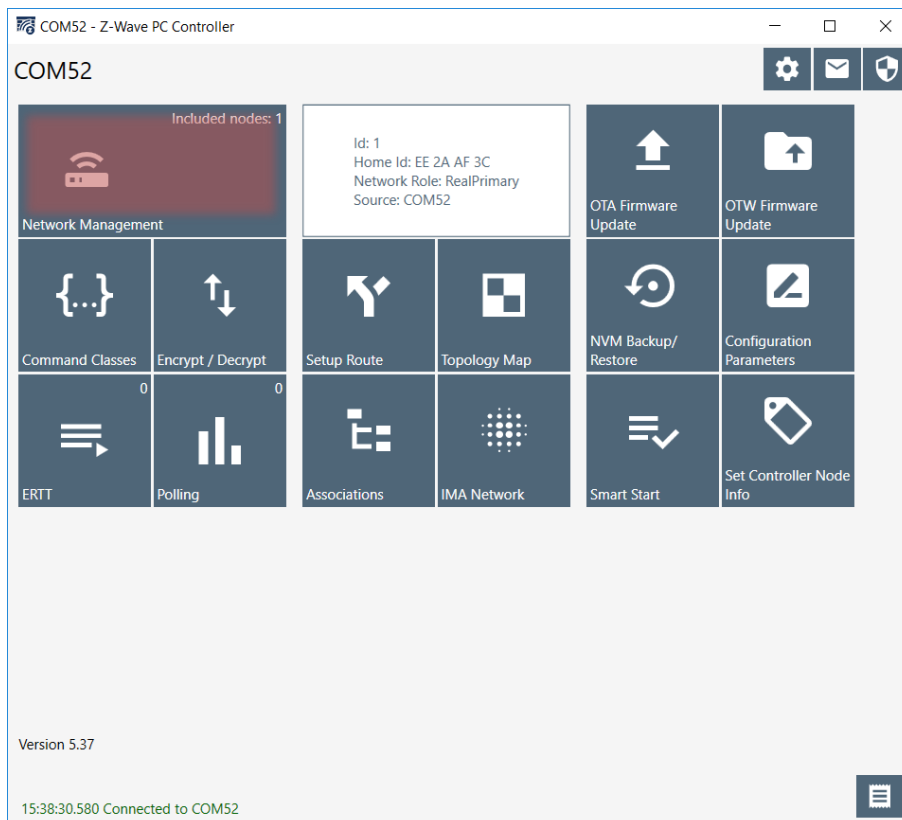 COM52 - Z-Wave PC Controller
COM52
Included nodes: 1
Network Management
Id: 1
Home Id: EE 2A AF 3C
Network Role: RealPrimary
Source: COM52
OTA Firmware
Update
OTW Firmware
Update
{...}
Command Classes
Encrypt / Decrypt
Setup Route
Topology Map
NVM Backup/
Restore
Configuration
Parameters
0
ERTT
0
Polling
Associations
IMA Network
Smart Start
Set Controller Node
Info
Version 5.37
15:38:30.580 Connected to COM52